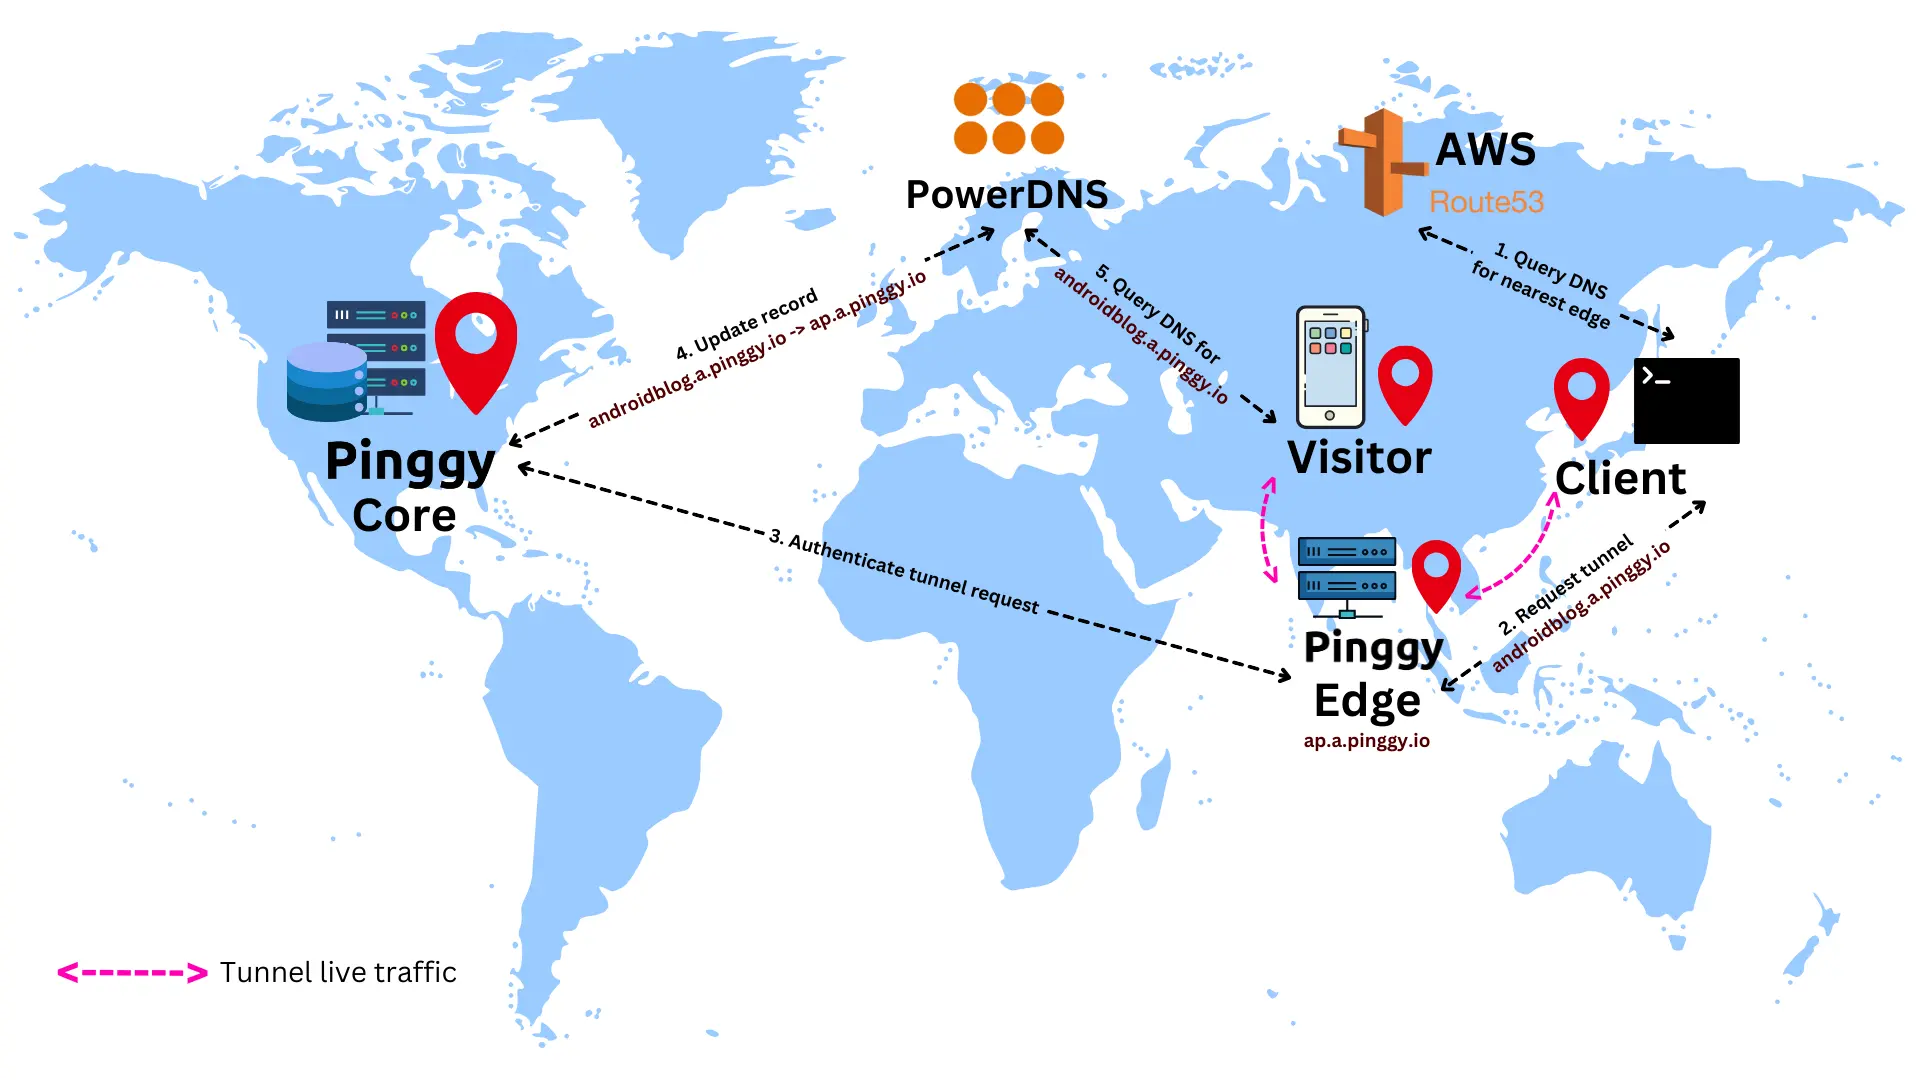 PowerDNS
AWS
Route53
1. Query DNS
for nearest edge
5. Query DNS for
androidblog.a.pinggy.io
4. Update record
androidblog.a.pinggy.io -> ap.a.pinggy.io
Pinggy
Core
Visitor
Client
3. Authenticate tunnel request
2. Request tunnel
androidblog.a.pinggy.io
Pinggy
Edge
ap.a.pinggy.io
Tunnel live traffic